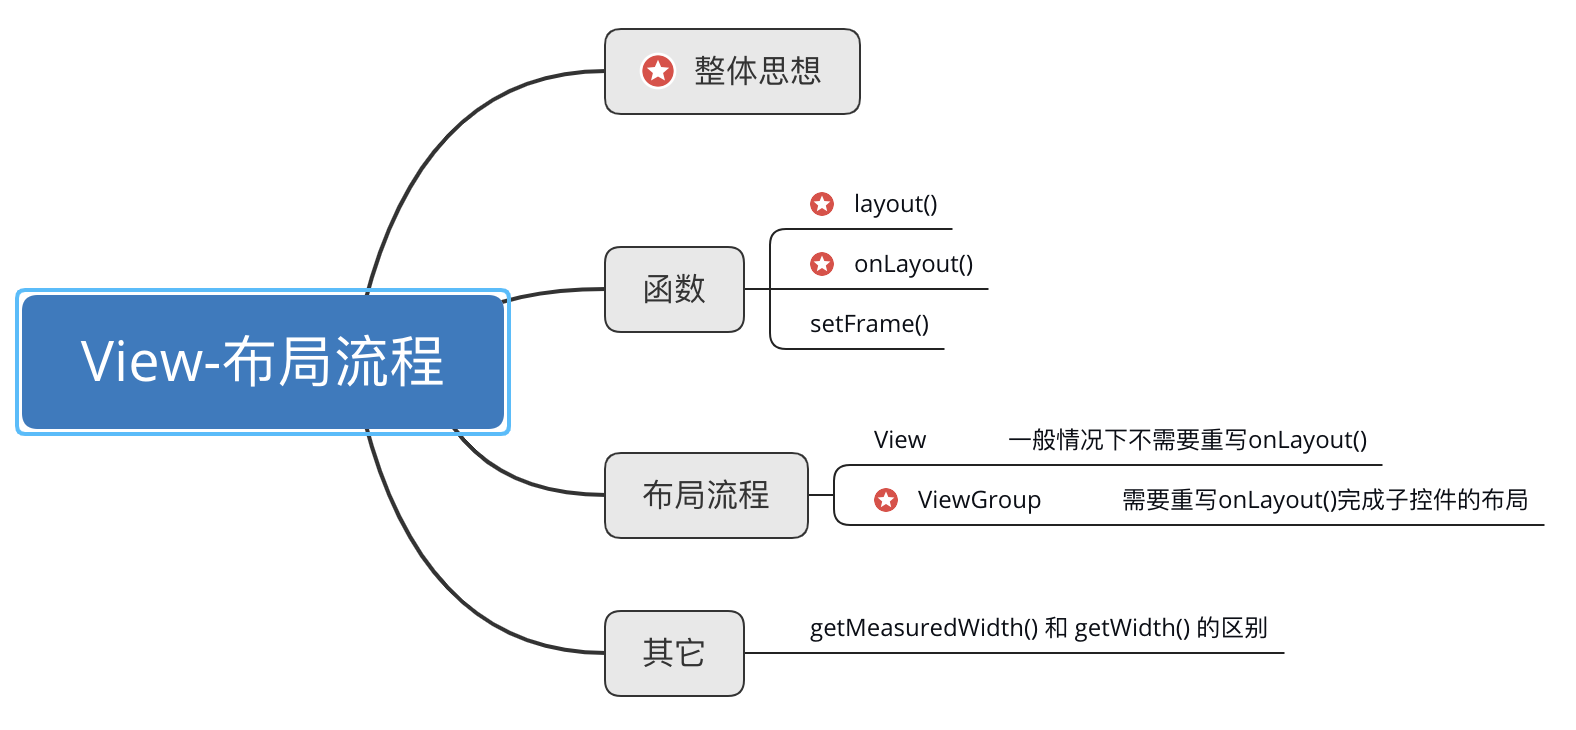 整体思想
layout()
onLayout()
函数
setFrame()
View-布局流程
View 一般情况下不需要重写onLayout()
布局流程
ViewGroup 需要重写onLayout()完成子控件的布局
getMeasuredWidth() 和 getWidth() 的区别
其它